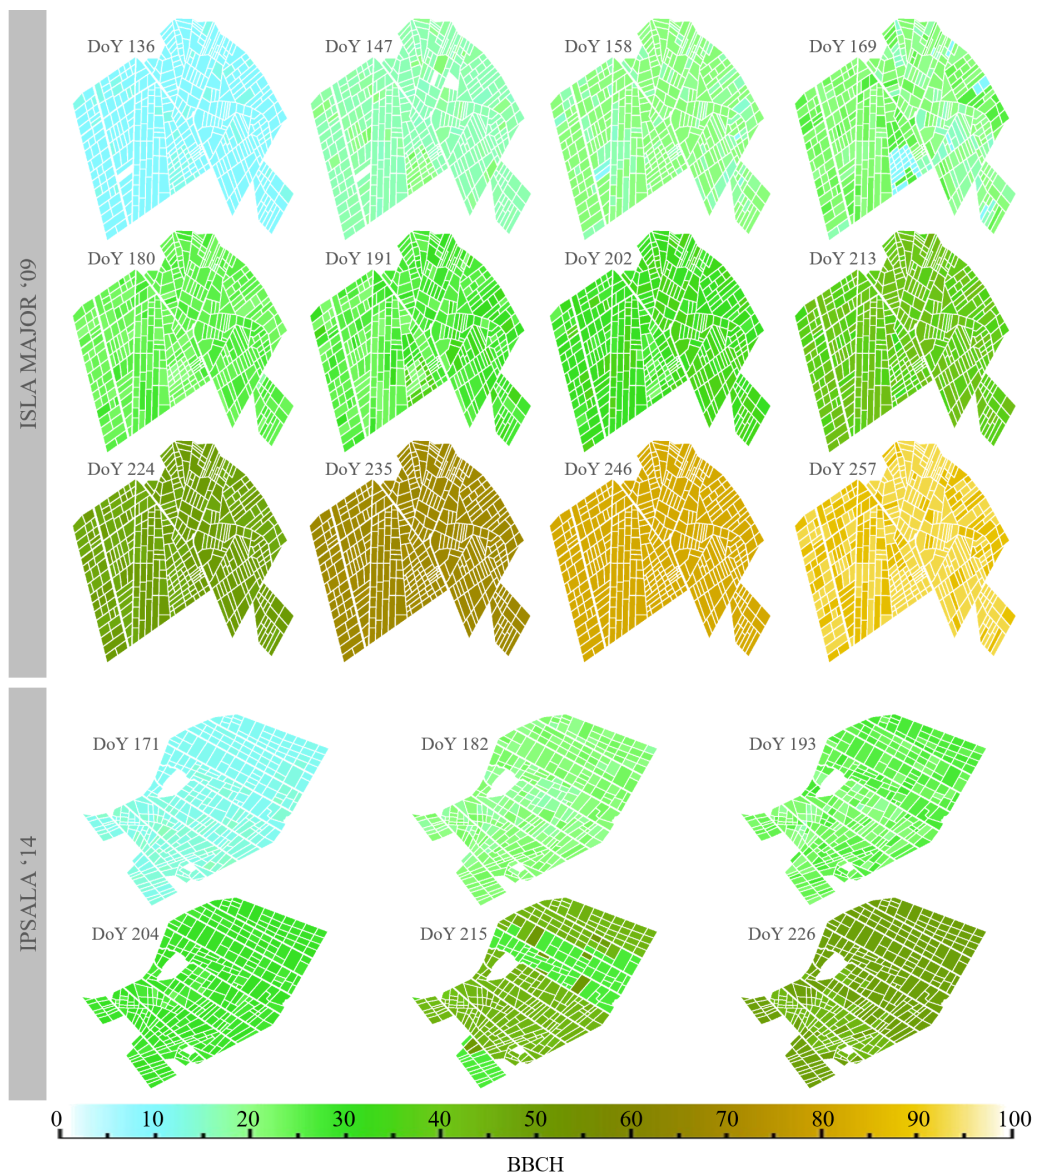 ISLA MAJOR ‘09
DoY 136
DoY 147
DoY 158
DoY 169
DoY 180
DoY 191
DoY 202
DoY 213
DoY 224
DoY 235
DoY 246
DoY 257
IPSALA ‘14
DoY 171
DoY 182
DoY 193
DoY 204
DoY 215
DoY 226
0 10 20 30 40 50 60 70 80 90 100
BBCH